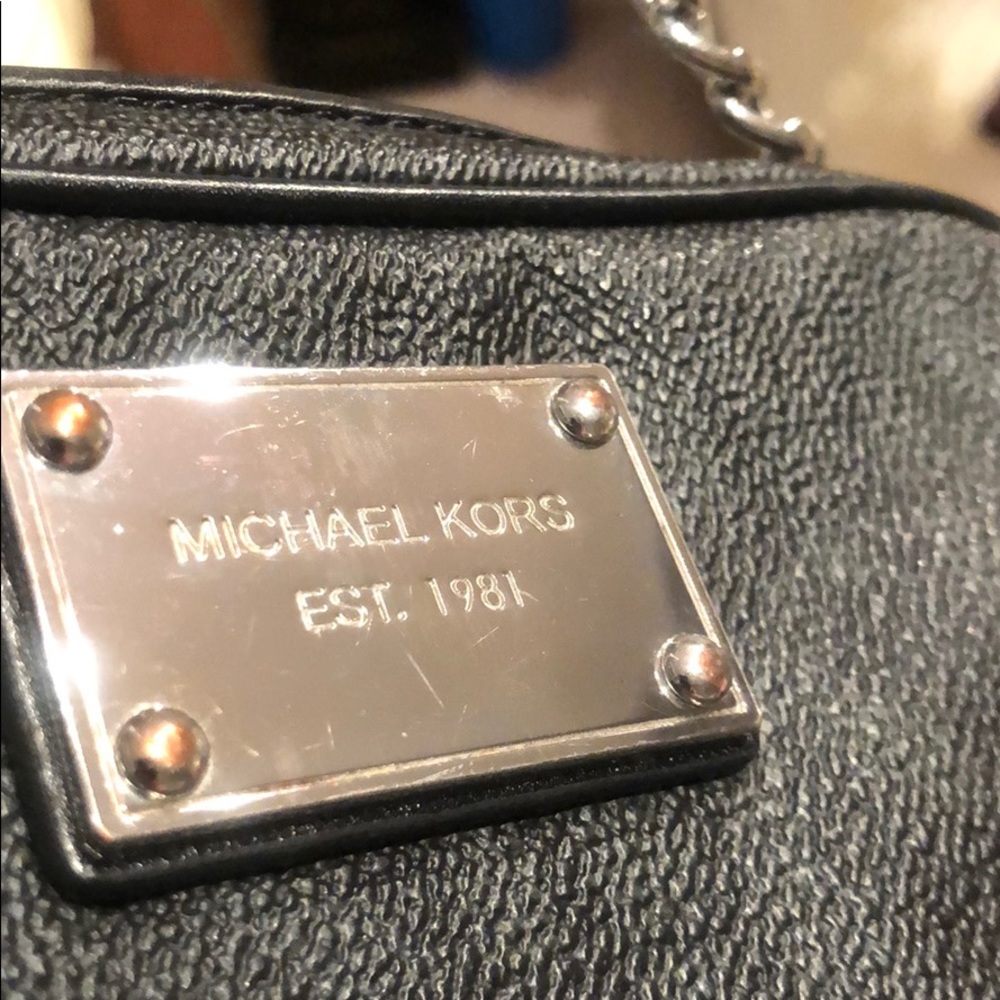 MICHAEL KORS
EST. 1981